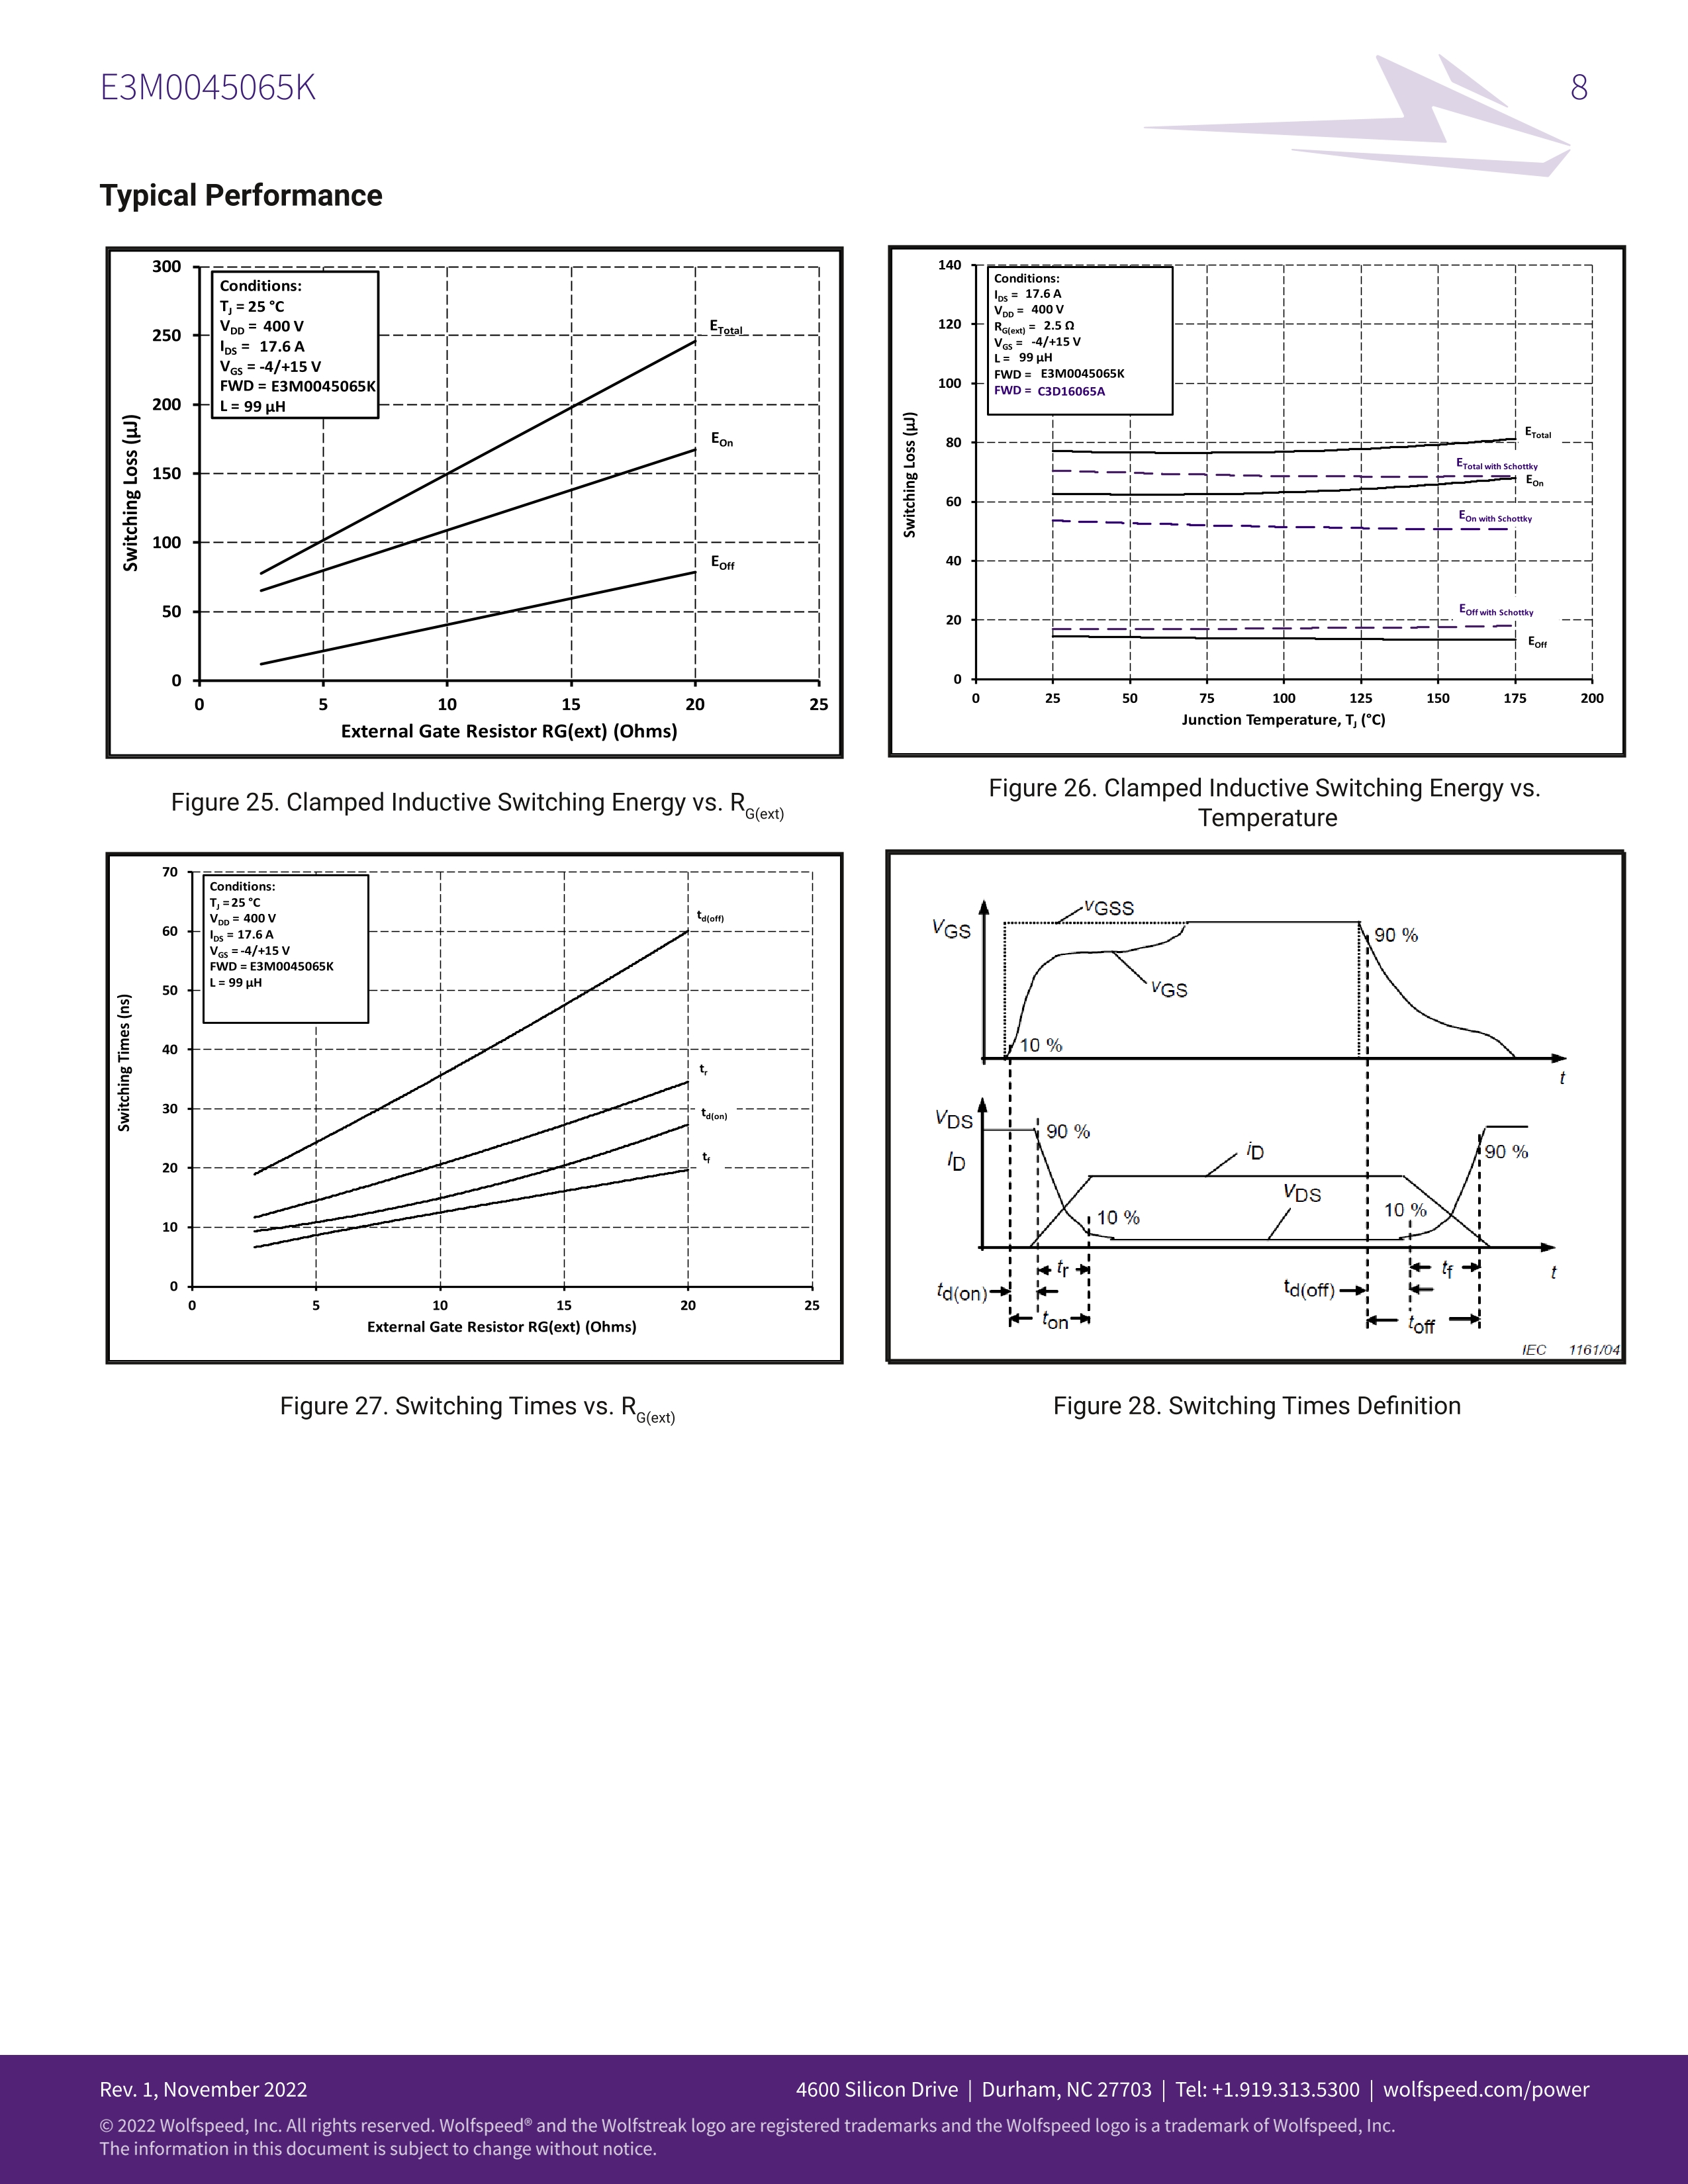 E3M0045065K
8
Typical Performance
300
250
200
150
100
50
0
0 5 10 15 20 25
Switching Loss (µJ)
External Gate Resistor RG(ext) (Ohms)
Conditions:
TJ = 25 °C
VDD = 400 V
IDS = 17.6 A
VGS = -4/+15 V
FWD = E3M0045065K
L = 99 µH
ETotal
EOn
EOff
Figure 25. Clamped Inductive Switching Energy vs. RG(ext)
140
120
100
80
60
40
20
0
0 25 50 75 100 125 150 175 200
Switching Loss (µJ)
Junction Temperature, TJ (°C)
Conditions:
IDS = 17.6 A
VDD = 400 V
RG(ext) = 2.5 Ω
VGS = -4/+15 V
L = 99 µH
FWD = E3M0045065K
FWD = C3D16065A
ETotal
ETotal with Schottky
EOn
EOn with Schottky
EOff with Schottky
EOff
Figure 26. Clamped Inductive Switching Energy vs.
Temperature
70
60
50
40
30
20
10
0
0 5 10 15 20 25
Switching Times (ns)
External Gate Resistor RG(ext) (Ohms)
Conditions:
TJ = 25 °C
VDD = 400 V
IDS = 17.6 A
VGS = -4/+15 V
FWD = E3M0045065K
L = 99 µH
td(off)
tr
td(on)
tf
Figure 27. Switching Times vs. RG(ext)
VGS
vGSS
90 %
vGS
10 %
t
VDS
ID
90 %
iD
90 %
VDS
10 %
10 %
tr
tf
t
td(on)
td(off)
ton
toff
IEC 1161/04
Figure 28. Switching Times Definition
Rev. 1, November 2022
4600 Silicon Drive | Durham, NC 27703 | Tel: +1.919.313.5300 | wolfspeed.com/power
© 2022 Wolfspeed, Inc. All rights reserved. Wolfspeed® and the Wolfstreak logo are registered trademarks and the Wolfspeed logo is a trademark of Wolfspeed, Inc.
The information in this document is subject to change without notice.